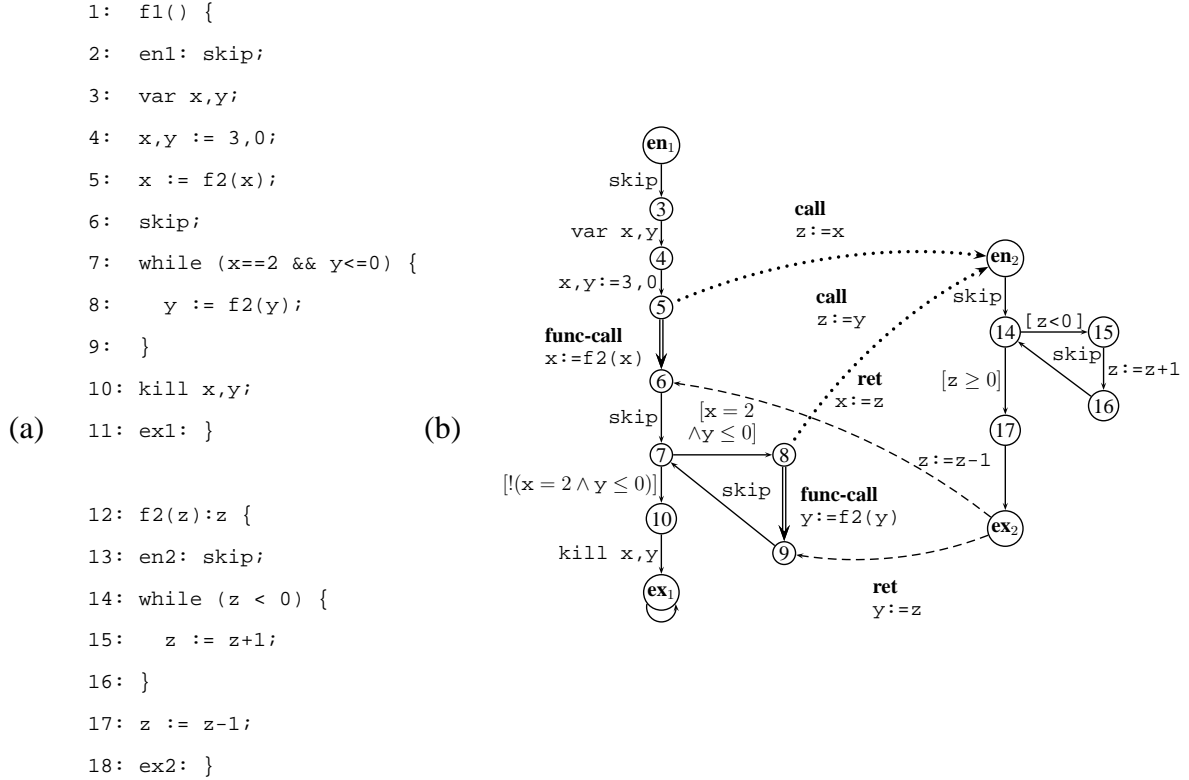 1: f1() {
2: en1: skip;
3: var x,y;
4: x,y := 3,0;
5: x := f2(x);
6: skip;
7: while (x==2 && y<=0) {
8: y := f2(y);
9: }
10: kill x,y;
(a)
11: ex1: }
12: f2(z):z {
13: en2: skip;
14: while (z < 0) {
15: z := z+1;
16: }
17: z := z-1;
18: ex2: }
(b)
en₁
skip
3
var x,y
4
x,y:=3,0
5
func-call
x:=f2(x)
6
skip
7
[!(x = 2 ∧ y ≤ 0)]
10
kill x,y
ex₁
call
z:=x
call
z:=y
ret
x:=z
[x = 2
∧y ≤ 0]
8
skip
func-call
y:=f2(y)
9
ret
y:=z
en₂
skip
14
[z<0]
15
skip
z:=z+1
16
[z ≥ 0]
17
z:=z-1
ex₂